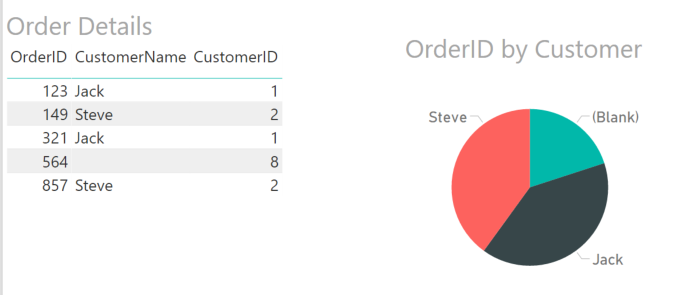 Order Details
OrderID CustomerName CustomerID
123 Jack 1
149 Steve 2
321 Jack 1
564 8
857 Steve 2
OrderID by Customer
Steve (Blank)
Jack